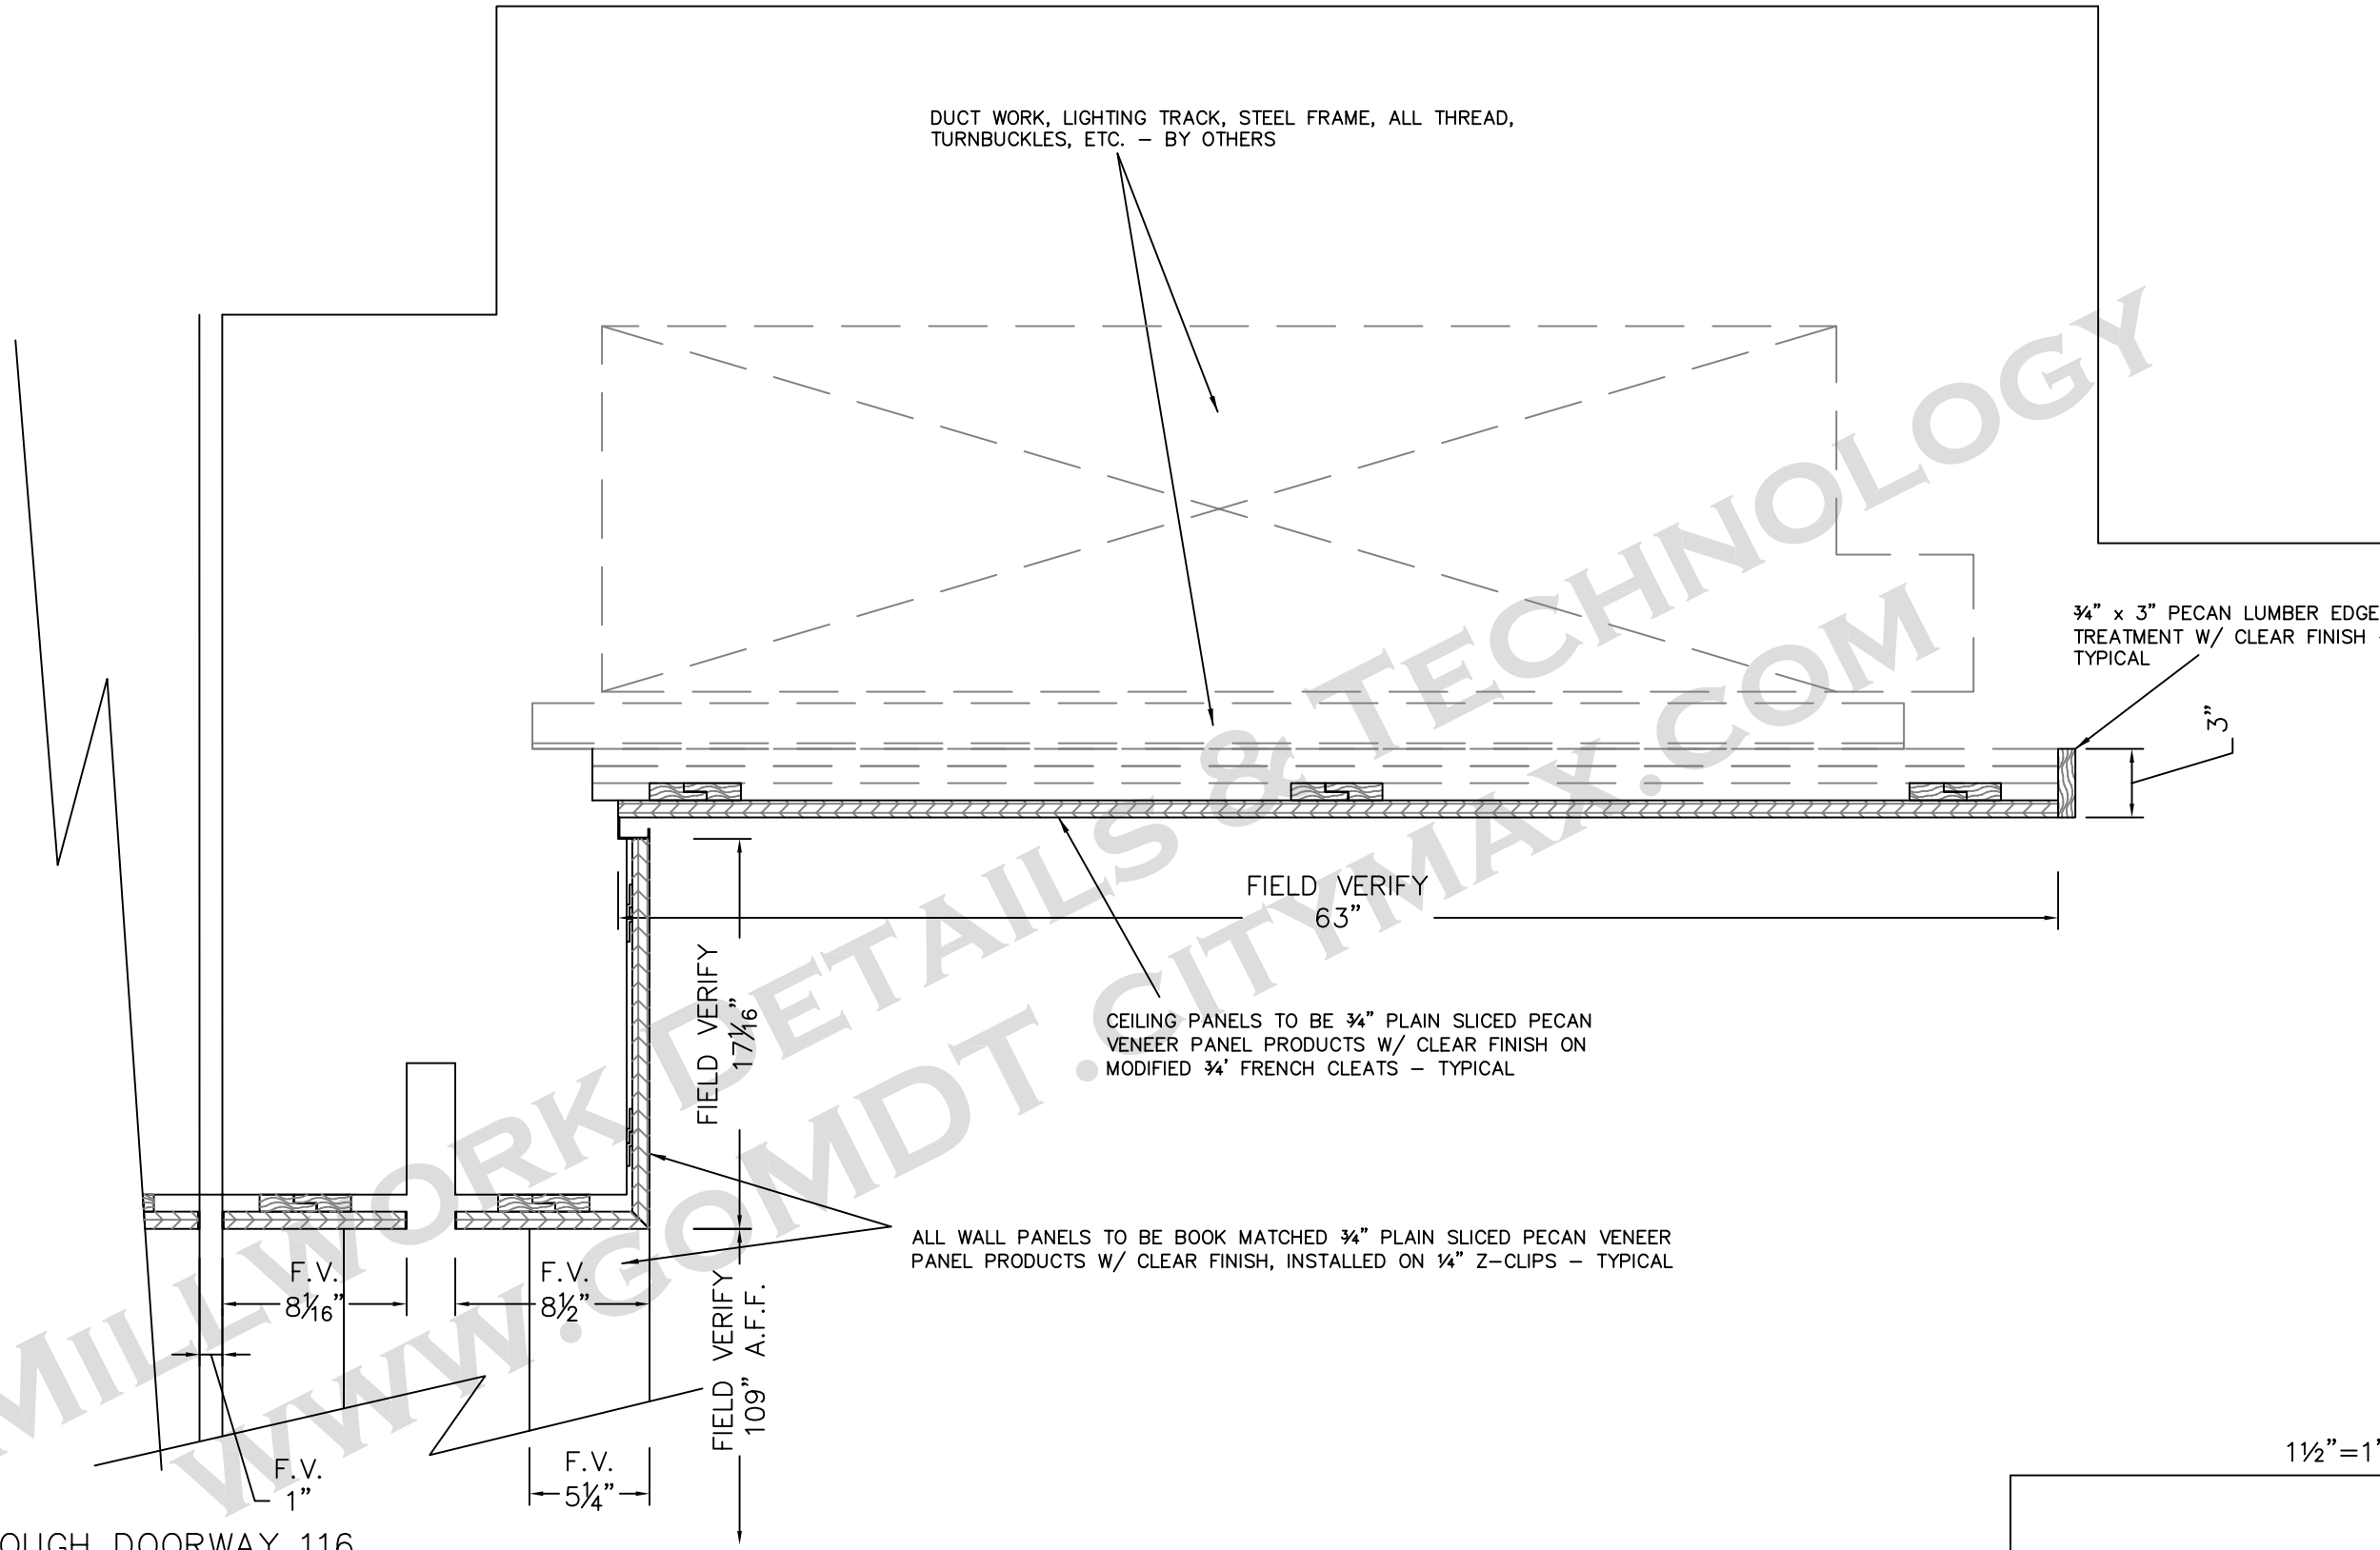 DUCT WORK, LIGHTING TRACK, STEEL FRAME, ALL THREAD,
TURNBUCKLES, ETC. – BY OTHERS
¾" x 3" PECAN LUMBER EDGE
TREATMENT W/ CLEAR FINISH -
TYPICAL
3"
FIELD VERIFY
63"
FIELD VERIFY
17 1/16"
CEILING PANELS TO BE ¾" PLAIN SLICED PECAN
VENEER PANEL PRODUCTS W/ CLEAR FINISH ON
MODIFIED ¾' FRENCH CLEATS – TYPICAL
ALL WALL PANELS TO BE BOOK MATCHED ¾" PLAIN SLICED PECAN VENEER
PANEL PRODUCTS W/ CLEAR FINISH, INSTALLED ON ¼" Z-CLIPS – TYPICAL
F.V.
8 1/16"
F.V.
8½"
FIELD VERIFY
109" A.F.F.
F.V.
1"
F.V.
5¼"
1½"=1'
OUGH DOORWAY 116
MILLWORK DETAILS & TECHNOLOGY
WWW.GOMDT.CITYMAX.COM